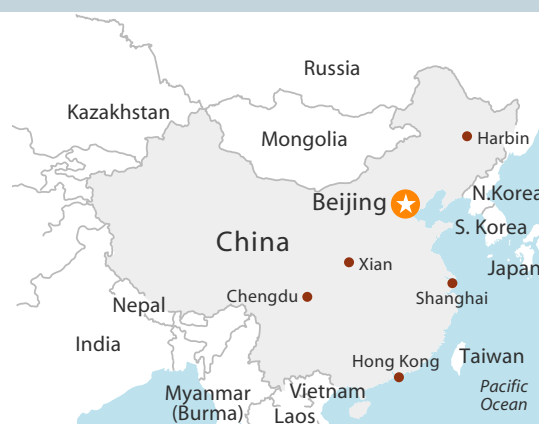 Russia
Kazakhstan
Mongolia
Harbin
Beijing
N.Korea
S. Korea
China
Xian
Japan
Chengdu
Shanghai
Nepal
India
Hong Kong
Taiwan
Myanmar
(Burma)
Vietnam
Laos
Pacific
Ocean